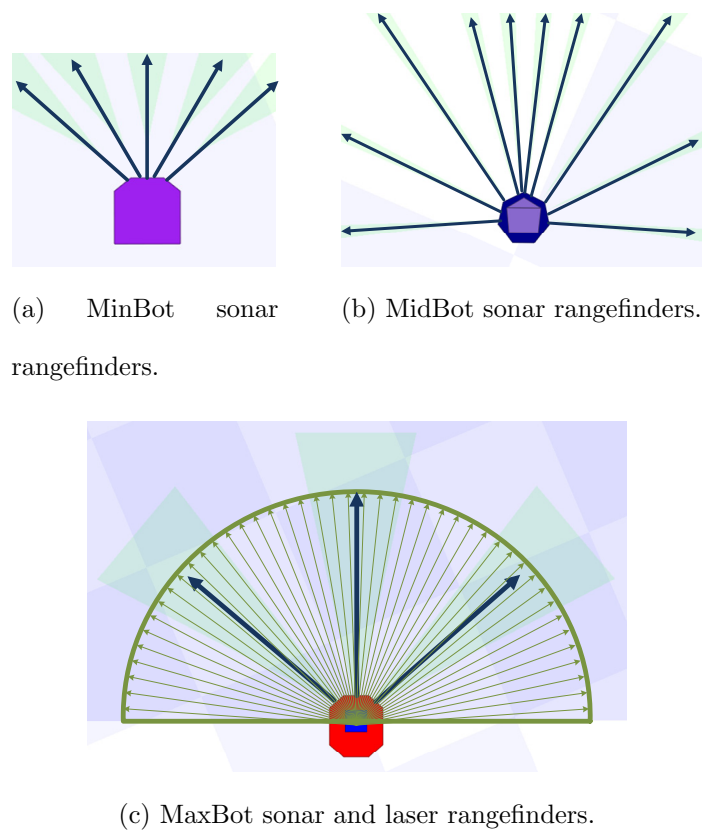 (a) MinBot sonar
rangefinders.
(b) MidBot sonar rangefinders.
(c) MaxBot sonar and laser rangefinders.